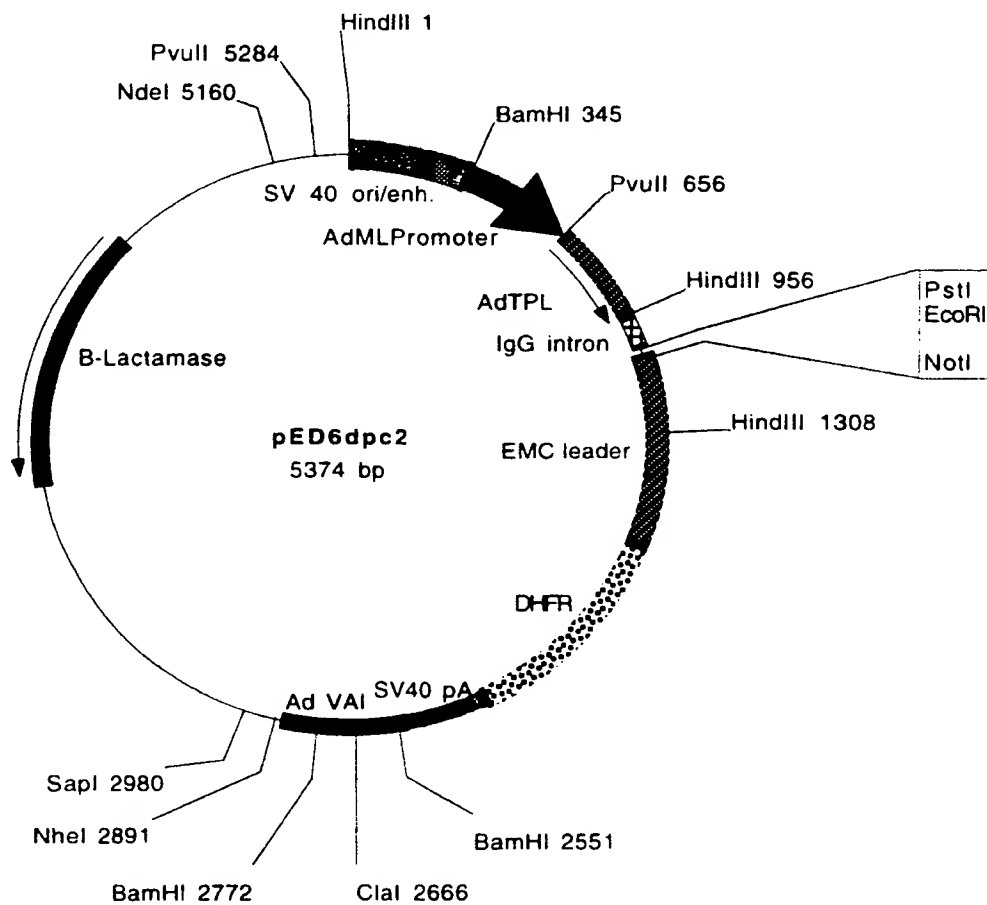 HindIII 1
PvuII 5284
NdeI 5160
BamHI 345
SV 40 ori/enh.
PvuII 656
AdMLPromoter
HindIII 956
AdTPL
PstI
EcoRI
IgG intron
B-Lactamase
NotI
HindIII 1308
pED6dpc2
EMC leader
5374 bp
DHFR
Ad VAI
SV40 pA
SapI 2980
NheI 2891
BamHI 2551
BamHI 2772
ClaI 2666